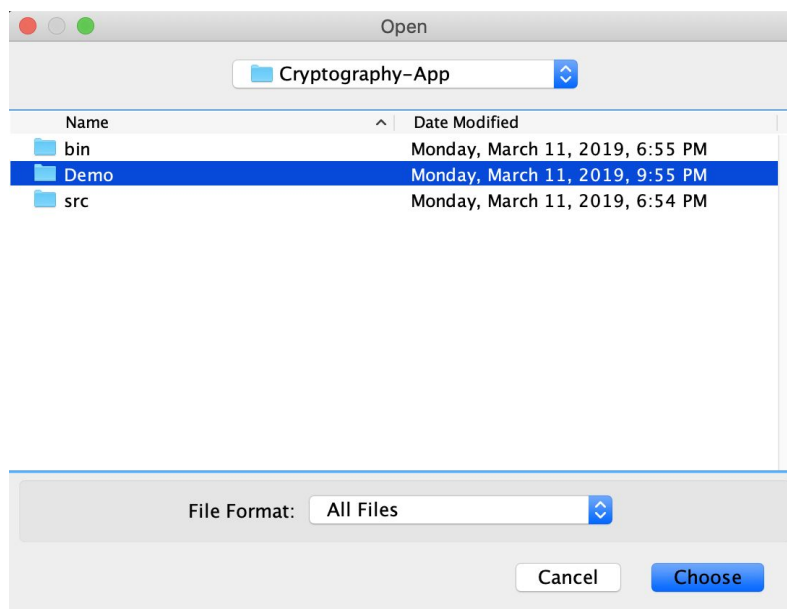 Open
Cryptography-App
Name Date Modified
bin Monday, March 11, 2019, 6:55 PM
Demo Monday, March 11, 2019, 9:55 PM
src Monday, March 11, 2019, 6:54 PM
File Format: All Files
Cancel Choose